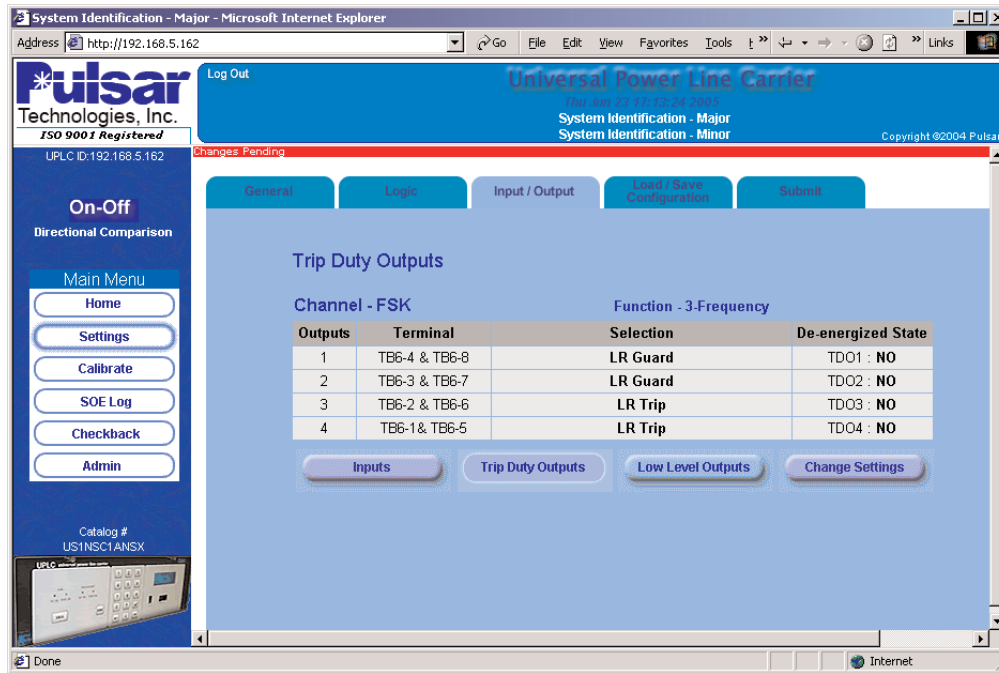 System Identification - Major - Microsoft Internet Explorer
Address http://192.168.5.162 Go File Edit View Favorites Tools » Links
Pulsar
Technologies, Inc.
ISO 9001 Registered
Log Out
Universal Power Line Carrier
Thu Jun 23 17:13:24 2005
System Identification - Major
System Identification - Minor
Copyright ©2004 Pulsa
UPLC ID:192.168.5.162
Changes Pending
On-Off
Directional Comparison
Main Menu
Home
Settings
Calibrate
SOE Log
Checkback
Admin
Catalog #
US1NSC1ANSX
UPLC
General Logic Input / Output Load / Save Configuration Submit
Trip Duty Outputs
Channel - FSK Function - 3-Frequency
Outputs Terminal Selection De-energized State
1 TB6-4 & TB6-8 LR Guard TDO1 : NO
2 TB6-3 & TB6-7 LR Guard TDO2 : NO
3 TB6-2 & TB6-6 LR Trip TDO3 : NO
4 TB6-1& TB6-5 LR Trip TDO4 : NO
Inputs Trip Duty Outputs Low Level Outputs Change Settings
Done Internet